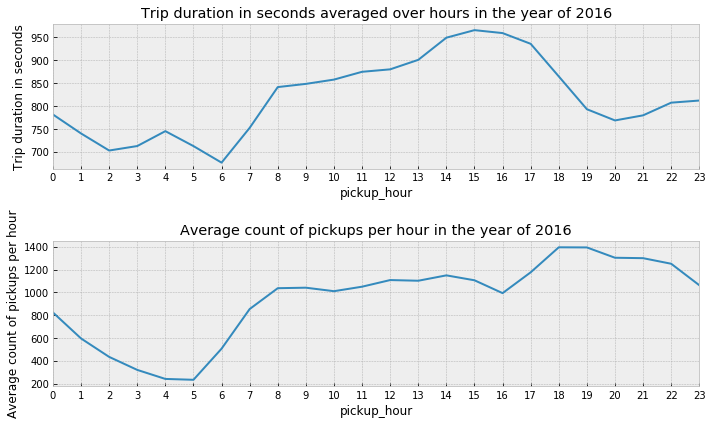 Trip duration in seconds averaged over hours in the year of 2016
Trip duration in seconds
950
900
850
800
750
700
0 1 2 3 4 5 6 7 8 9 10 11 12 13 14 15 16 17 18 19 20 21 22 23
pickup_hour
Average count of pickups per hour in the year of 2016
Average count of pickups per hour
1400
1200
1000
800
600
400
200
0 1 2 3 4 5 6 7 8 9 10 11 12 13 14 15 16 17 18 19 20 21 22 23
pickup_hour